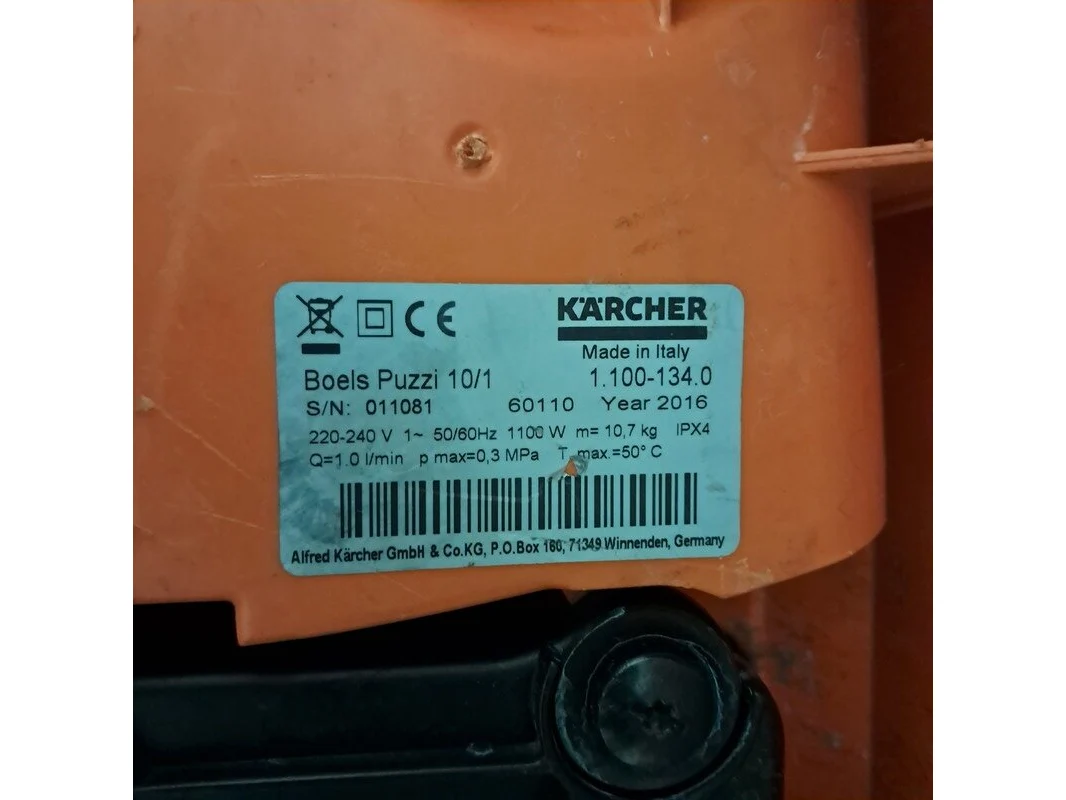 CE KÄRCHER
Made in Italy
Boels Puzzi 10/1 1.100-134.0
S/N: 011081 60110 Year 2016
220-240 V 1~ 50/60Hz 1100 W m= 10,7 kg IPX4
Q=1.0 l/min p max=0,3 MPa T max.=50° C
Alfred Kärcher GmbH & Co.KG, P.O.Box 160, 71349 Winnenden, Germany